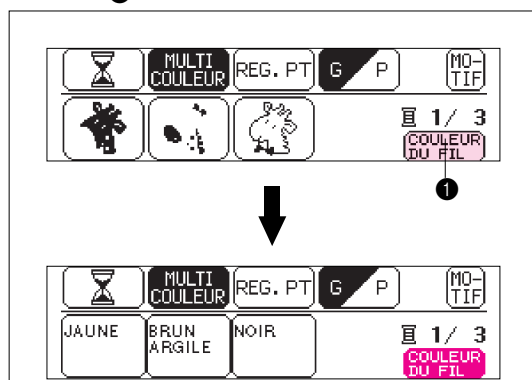 MULTI
COULEUR
REG. PT
G
P
MO-
TIF
1/ 3
COULEUR
DU FIL
1
MULTI
COULEUR
REG. PT
G
P
MO-
TIF
JAUNE
BRUN
ARGILE
NOIR
1/ 3
COULEUR
DU FIL